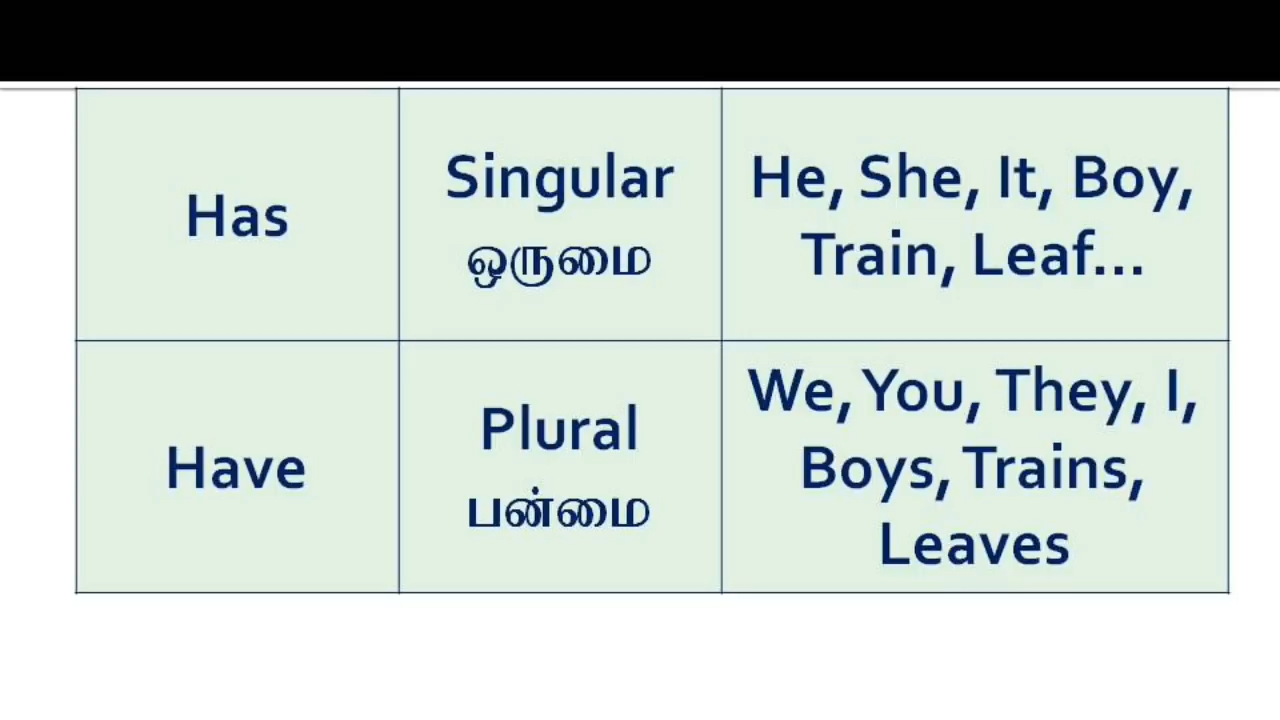 Has
Singular
ஒருமை
He, She, It, Boy,
Train, Leaf...
Have
Plural
பன்மை
We, You, They, I,
Boys, Trains,
Leaves